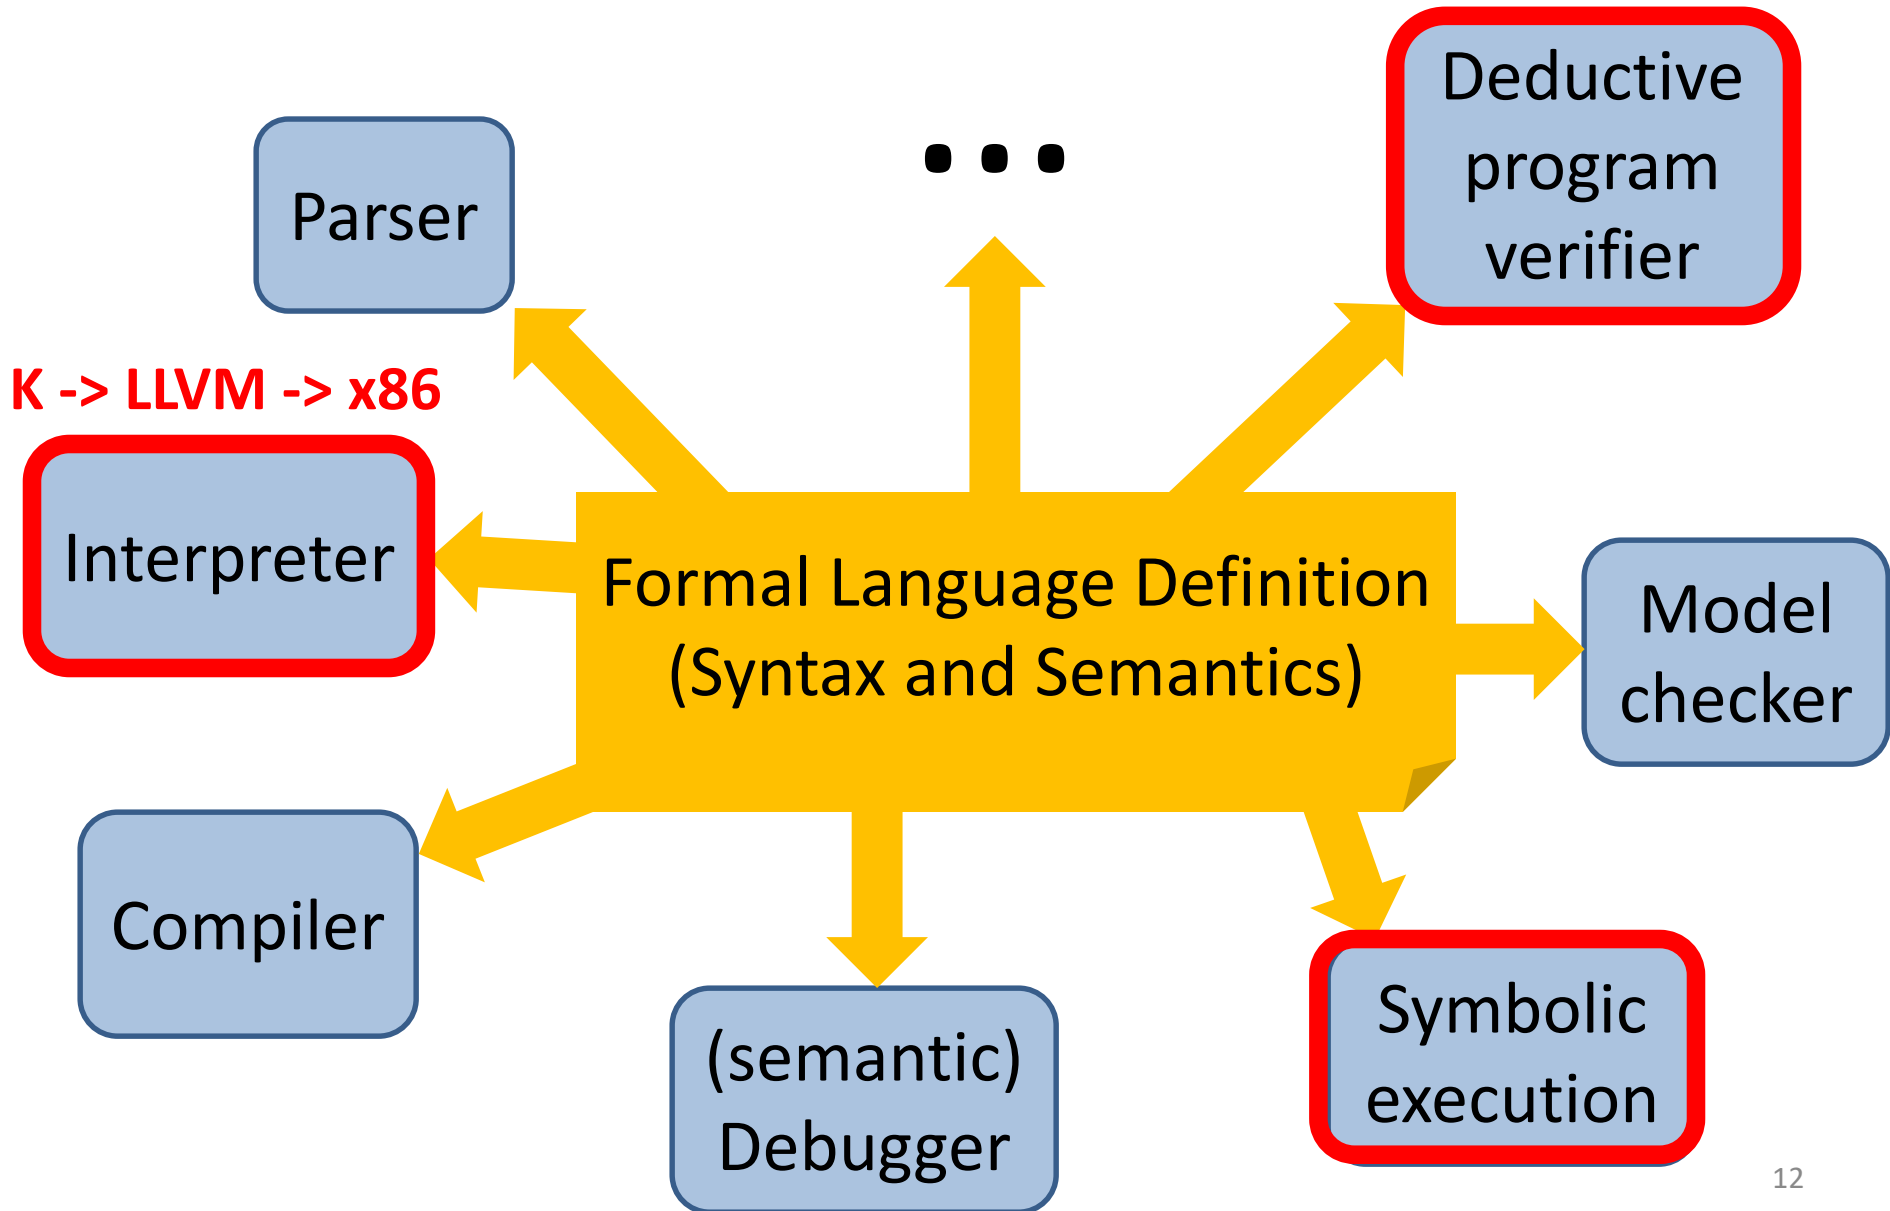 ...
Deductive
program
verifier
Parser
K -> LLVM -> x86
Interpreter
Formal Language Definition
(Syntax and Semantics)
Model
checker
Compiler
(semantic)
Debugger
Symbolic
execution
12